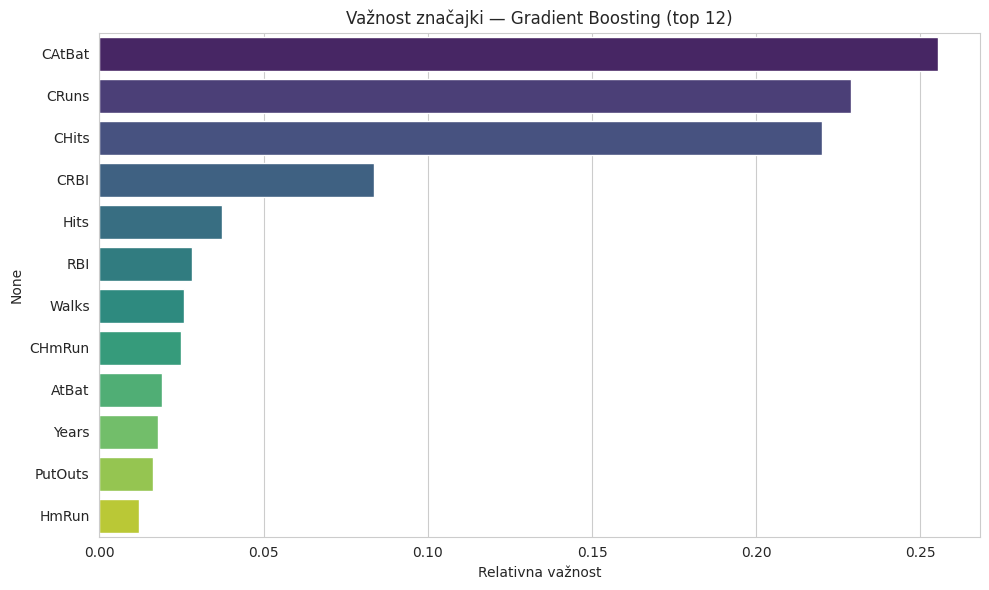 Važnost značajki — Gradient Boosting (top 12)
CAtBat
CRuns
CHits
CRBI
Hits
RBI
Walks
CHmRun
AtBat
Years
PutOuts
HmRun
None
0.00 0.05 0.10 0.15 0.20 0.25
Relativna važnost